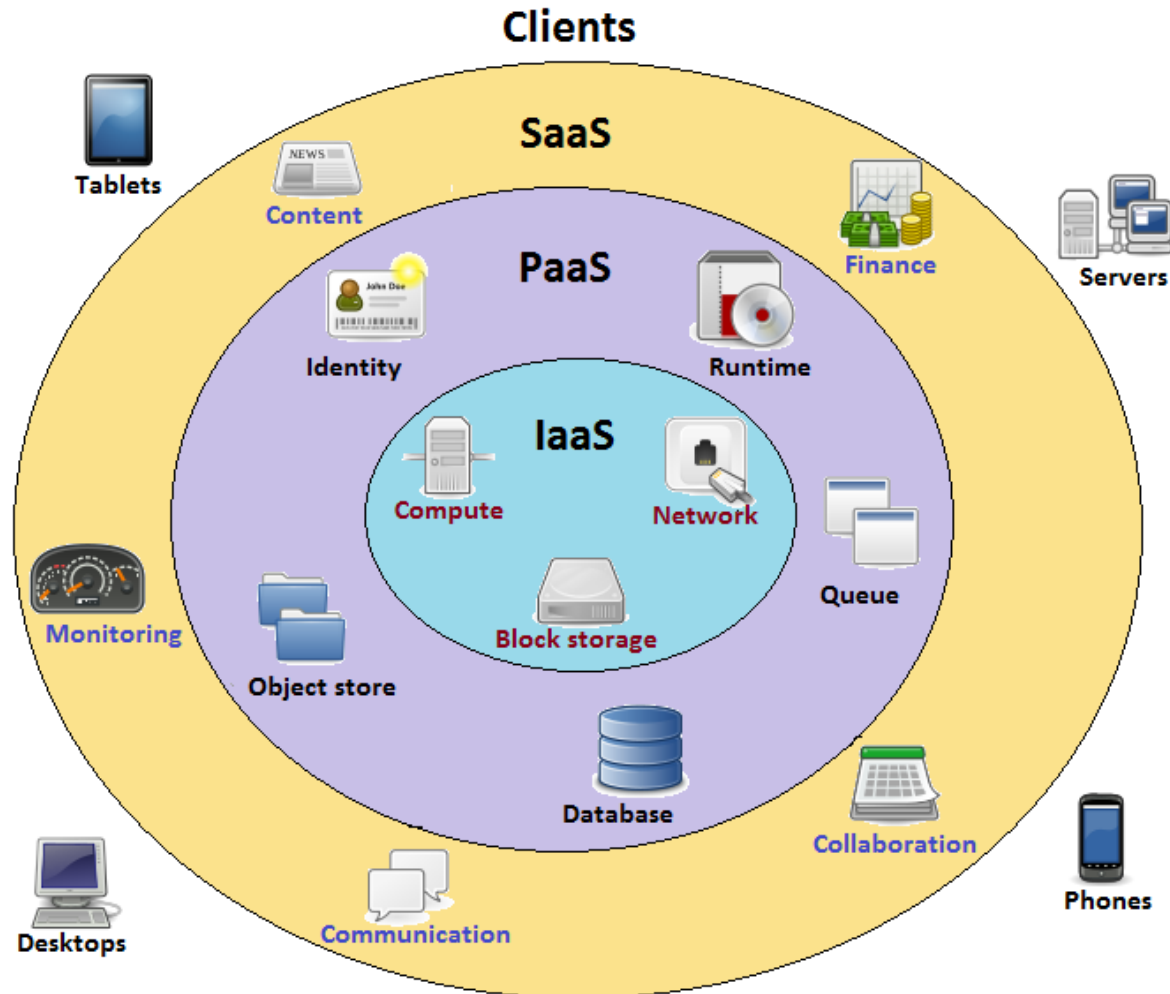 Clients
SaaS
Tablets
NEWS
Content
Finance
Servers
PaaS
John Doe
Identity
Runtime
IaaS
Compute
Network
Queue
Block storage
Monitoring
Object store
Database
Collaboration
Communication
Desktops
Phones